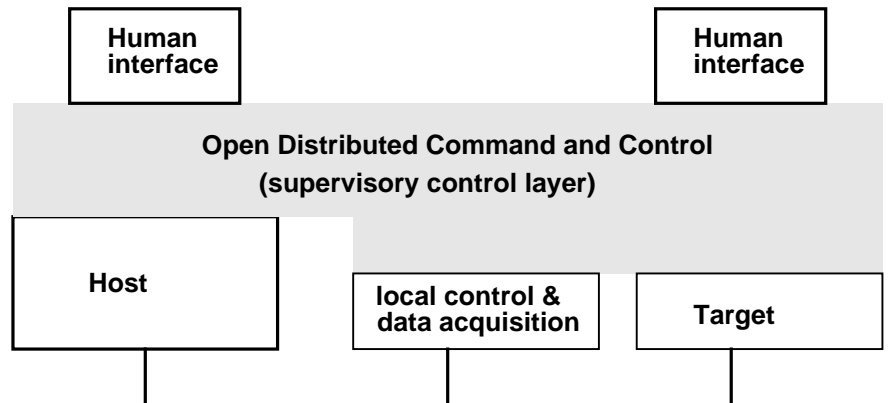 Human
interface
Human
interface
Open Distributed Command and Control
(supervisory control layer)
Host
local control &
data acquisition
Target